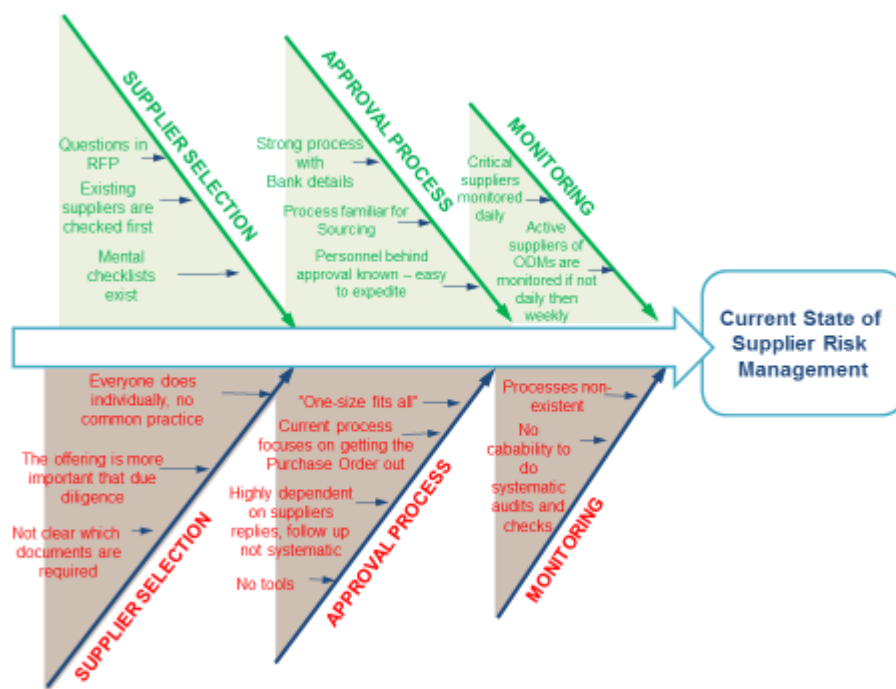 SUPPLIER SELECTION
Questions in
RFP
Existing
suppliers are
checked first
Mental
checklists
exist
APPROVAL PROCESS
Strong process
with
Bank details
Process familiar for
Sourcing
Personnel behind
approval known – easy
to expedite
MONITORING
Critical
suppliers
monitored
daily
Active
suppliers of
ODMs are
monitored if not
daily then
weekly
Current State of
Supplier Risk
Management
Everyone does
individually, no
common practice
The offering is more
important that due
diligence
Not clear which
documents are
required
SUPPLIER SELECTION
"One-size fits all"
Current process
focuses on getting the
Purchase Order out
Highly dependent
on suppliers
replies, follow up
not systematic
No tools
APPROVAL PROCESS
Processes non-
existent
No
cabability to
do
systematic
audits and
checks
MONITORING